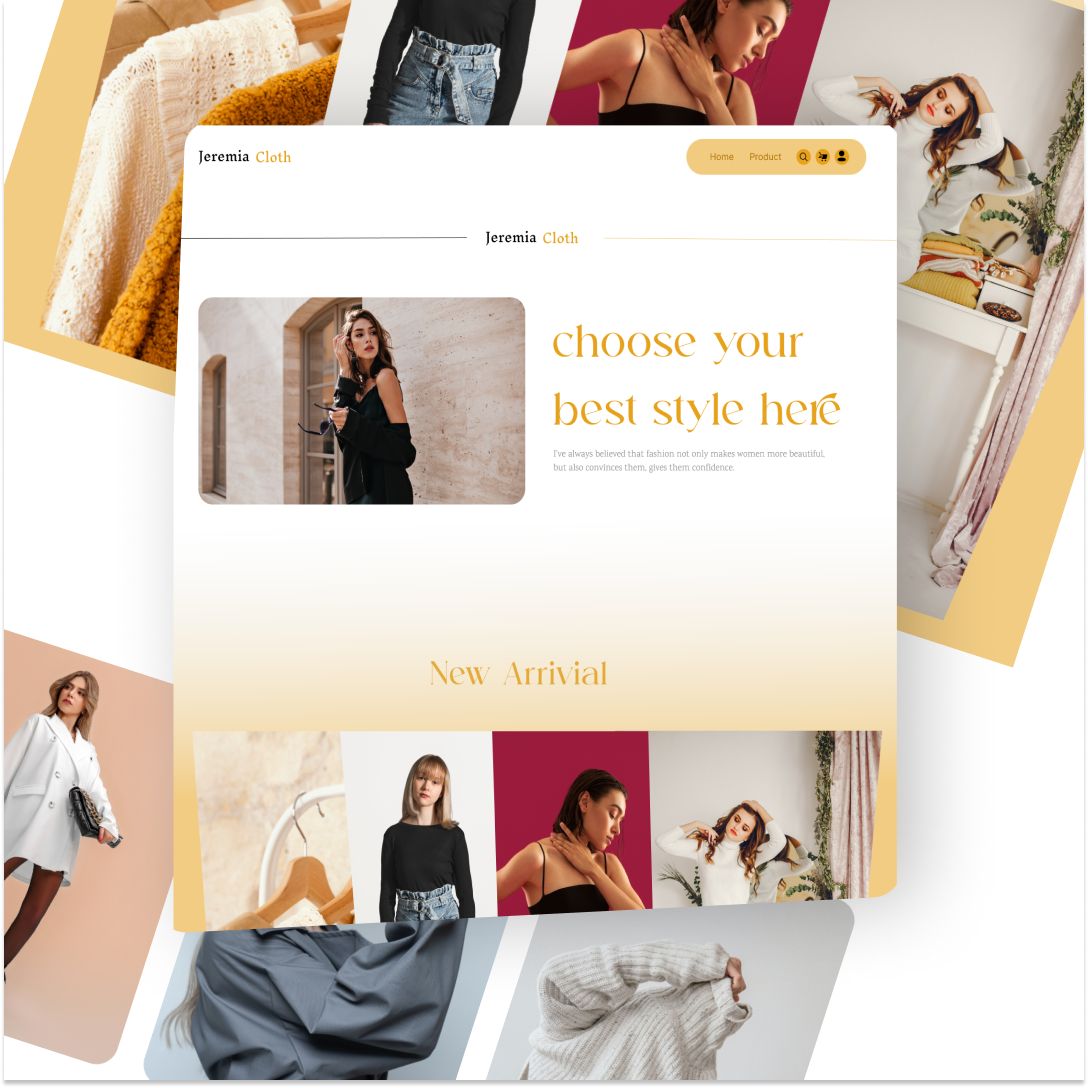 Jeremia Cloth
Home Product
Jeremia Cloth
choose your
best style here
I've always believed that fashion not only makes women more beautiful,
but also convinces them, gives them confidence.
New Arrivial